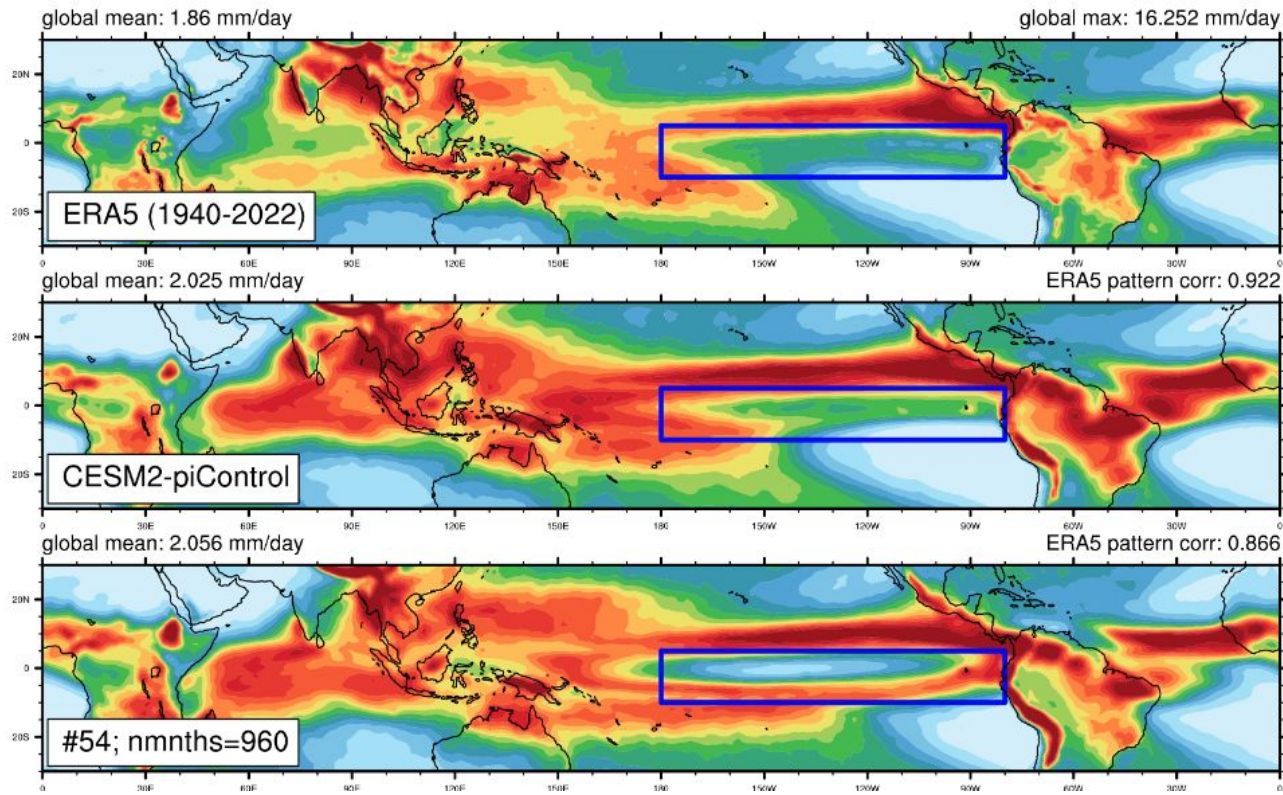 global mean: 1.86 mm/day global max: 16.252 mm/day
20N
0
20S
ERA5 (1940-2022)
0 30E 60E 90E 120E 150E 180 150W 120W 90W 60W 30W 0
global mean: 2.025 mm/day ERA5 pattern corr: 0.922
20N
0
20S
CESM2-piControl
0 30E 60E 90E 120E 150E 180 150W 120W 90W 60W 30W 0
global mean: 2.056 mm/day ERA5 pattern corr: 0.866
20N
0
20S
#54; nmnths=960
0 30E 60E 90E 120E 150E 180 150W 120W 90W 60W 30W 0